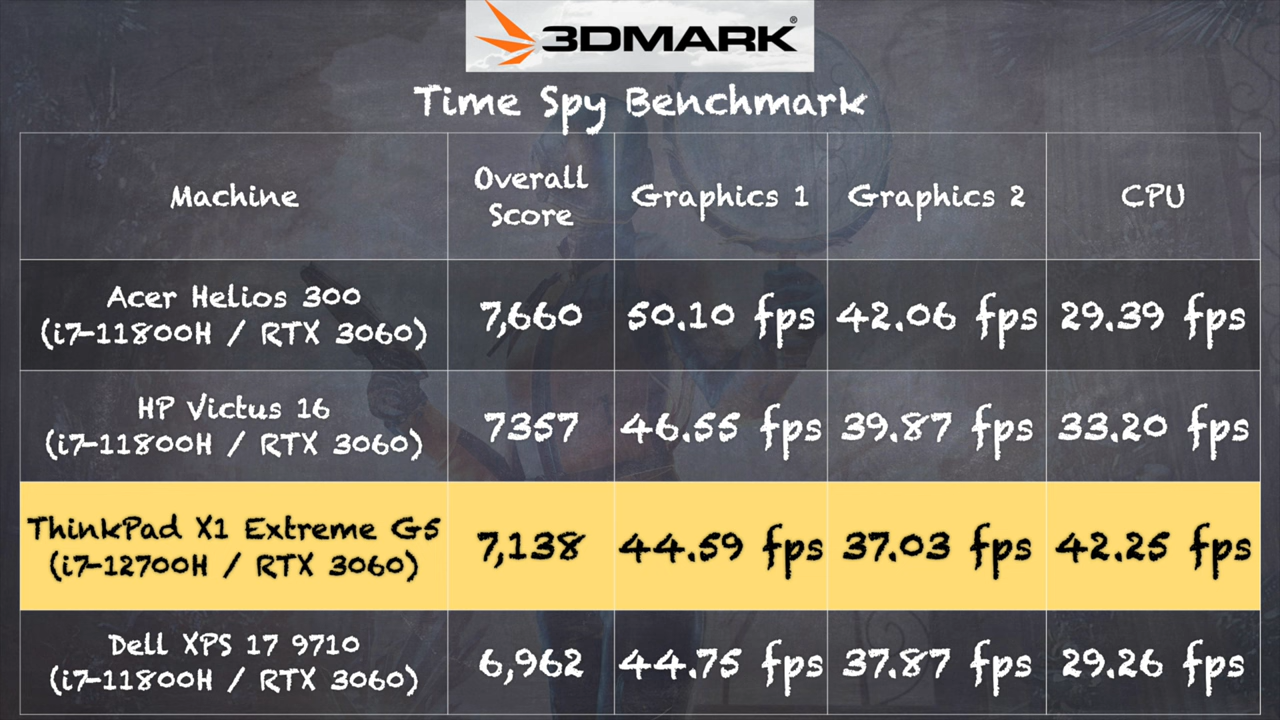 3DMARK®
Time Spy Benchmark
Machine
Overall
Score
Graphics 1
Graphics 2
CPU
Acer Helios 300
(i7-11800H / RTX 3060)
7,660
50.10 fps
42.06 fps
29.39 fps
HP Victus 16
(i7-11800H / RTX 3060)
7357
46.55 fps
39.87 fps
33.20 fps
ThinkPad X1 Extreme G5
(i7-12700H / RTX 3060)
7,138
44.59 fps
37.03 fps
42.25 fps
Dell XPS 17 9710
(i7-11800H / RTX 3060)
6,962
44.75 fps
37.87 fps
29.26 fps